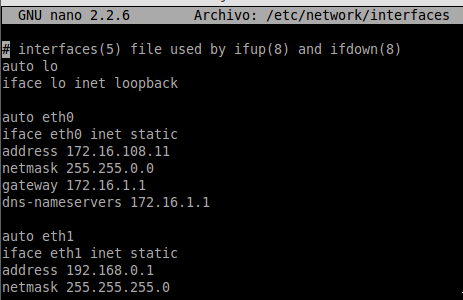 GNU nano 2.2.6 Archivo: /etc/network/interfaces
# interfaces(5) file used by ifup(8) and ifdown(8)
auto lo
iface lo inet loopback
auto eth0
iface eth0 inet static
address 172.16.108.11
netmask 255.255.0.0
gateway 172.16.1.1
dns-nameservers 172.16.1.1
auto eth1
iface eth1 inet static
address 192.168.0.1
netmask 255.255.255.0